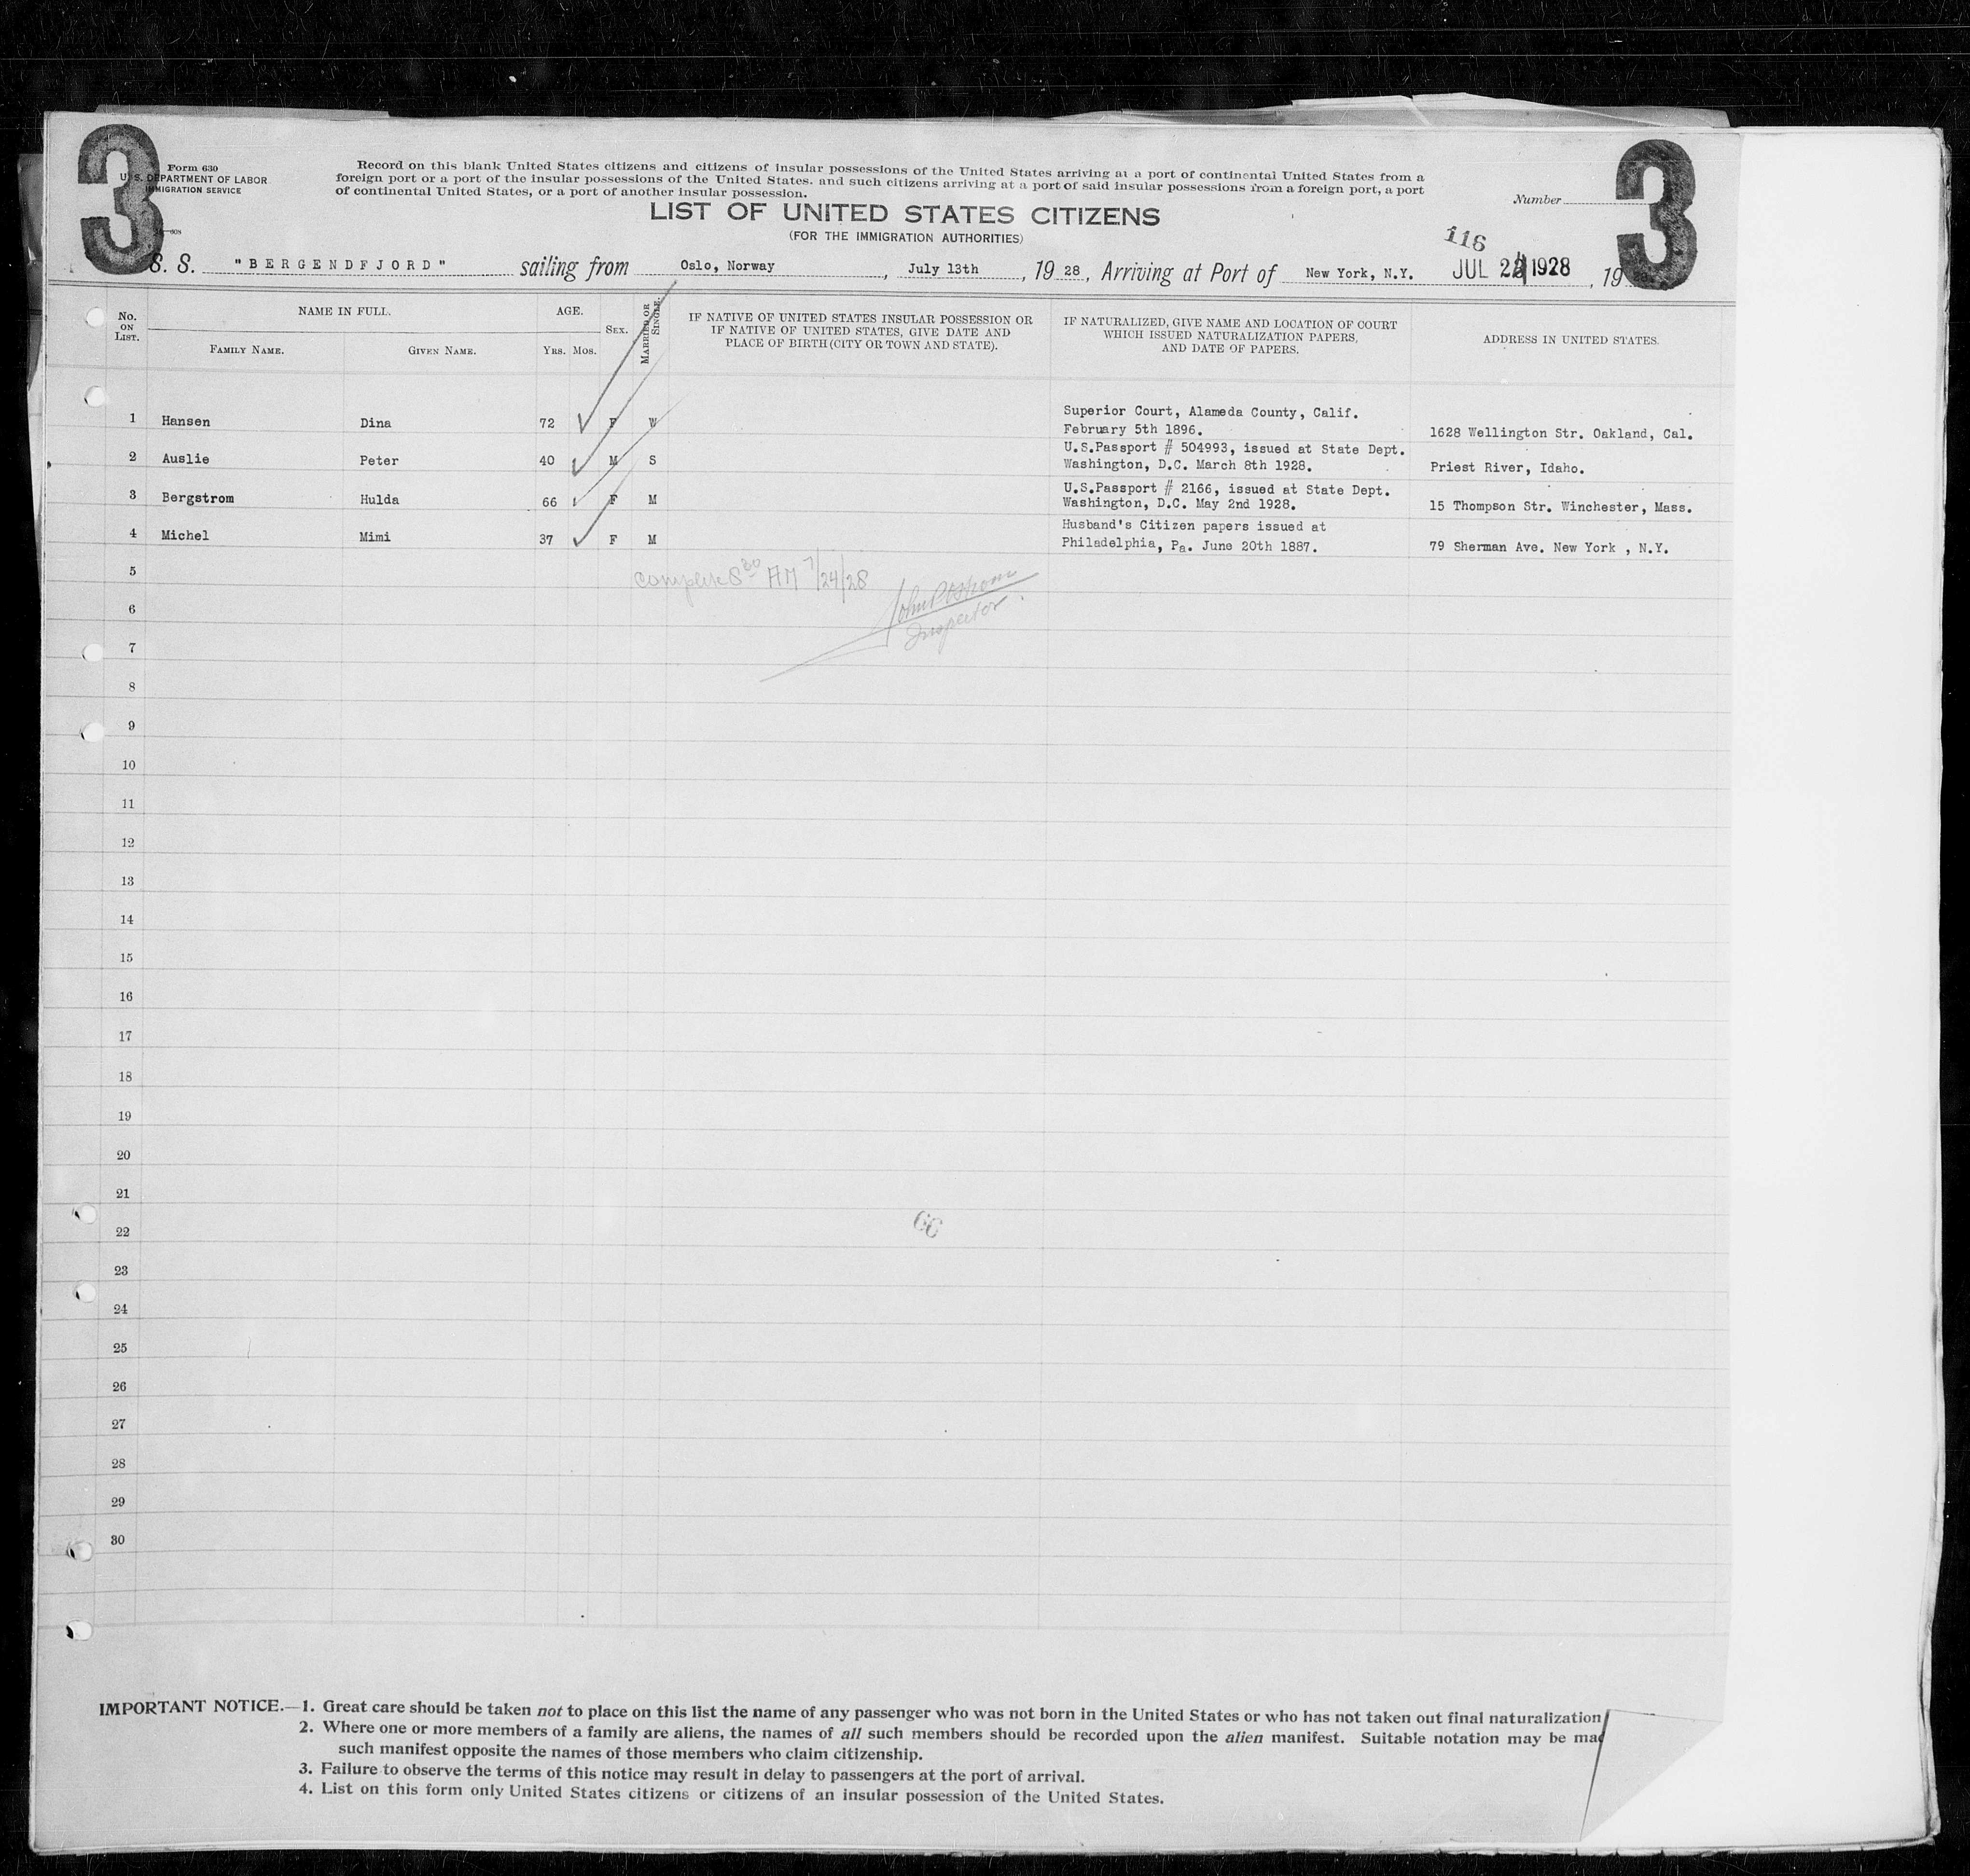 3
3
Form 630
U. S. DEPARTMENT OF LABOR
IMMIGRATION SERVICE
Record on this blank United States citizens and citizens of insular possessions of the United States arriving at a port of continental United States from a
foreign port or a port of the insular possessions of the United States. and such citizens arriving at a port of said insular possessions from a foreign port, a port
of continental United States, or a port of another insular possession.
Number
LIST OF UNITED STATES CITIZENS
(FOR THE IMMIGRATION AUTHORITIES)
116
S. S. "BERGENDFJORD" sailing from Oslo, Norway, July 13th, 1928, Arriving at Port of New York, N.Y. JUL 24 1928, 19
No. ON LIST.
NAME IN FULL.
FAMILY NAME.
GIVEN NAME.
AGE.
YRS. MOS.
SEX.
MARRIED OR SINGLE.
IF NATIVE OF UNITED STATES INSULAR POSSESSION OR
IF NATIVE OF UNITED STATES, GIVE DATE AND
PLACE OF BIRTH (CITY OR TOWN AND STATE).
IF NATURALIZED, GIVE NAME AND LOCATION OF COURT
WHICH ISSUED NATURALIZATION PAPERS,
AND DATE OF PAPERS.
ADDRESS IN UNITED STATES.
Superior Court, Alameda County, Calif.
1 Hansen Dina 72 F W February 5th 1896. 1628 Wellington Str. Oakland, Cal.
U.S.Passport # 504993, issued at State Dept.
2 Auslie Peter 40 M S Washington, D.C. March 8th 1928. Priest River, Idaho.
U.S.Passport # 2166, issued at State Dept.
3 Bergstrom Hulda 66 F M Washington, D.C. May 2nd 1928. 15 Thompson Str. Winchester, Mass.
Husband's Citizen papers issued at
4 Michel Mimi 37 F M Philadelphia, Pa. June 20th 1887. 79 Sherman Ave. New York , N.Y.
5
8 30 AM 7/24/28
6
Inspector
7
8
9
10
11
12
13
14
15
16
17
18
19
20
21
22
23
24
25
26
27
28
29
30
IMPORTANT NOTICE.—1. Great care should be taken not to place on this list the name of any passenger who was not born in the United States or who has not taken out final naturalization
2. Where one or more members of a family are aliens, the names of all such members should be recorded upon the alien manifest. Suitable notation may be mad
such manifest opposite the names of those members who claim citizenship.
3. Failure to observe the terms of this notice may result in delay to passengers at the port of arrival.
4. List on this form only United States citizens or citizens of an insular possession of the United States.